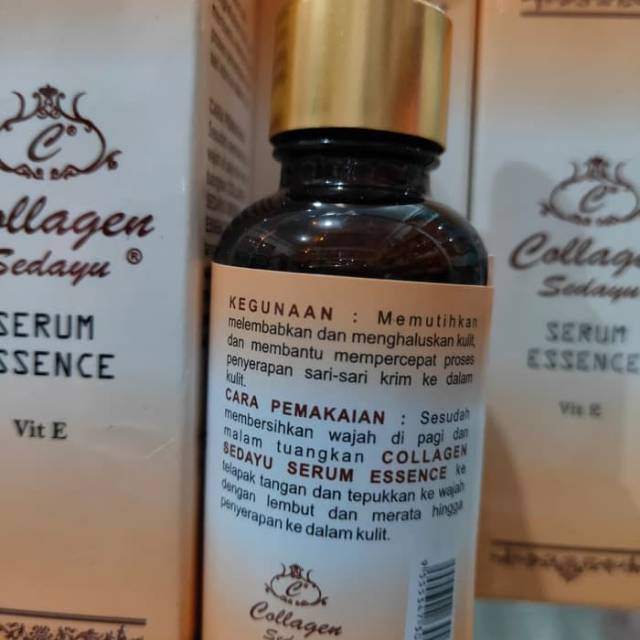 C®
Collagen
Sedayu ®
SERUM
ESSENCE
Vit E
KEGUNAAN : Memutihkan
melembabkan dan menghaluskan kulit,
dan membantu mempercepat proses
penyerapan sari-sari krim ke dalam
kulit.
CARA PEMAKAIAN : Sesudah
membersihkan wajah di pagi dan
malam tuangkan COLLAGEN
SEDAYU SERUM ESSENCE ke
telapak tangan dan tepukkan ke wajah
dengan lembut dan merata hingga
penyerapan ke dalam kulit.
C®
Collagen
Sedayu
C®
Collagen
Sedayu
SERUM
ESSENCE
Vit E